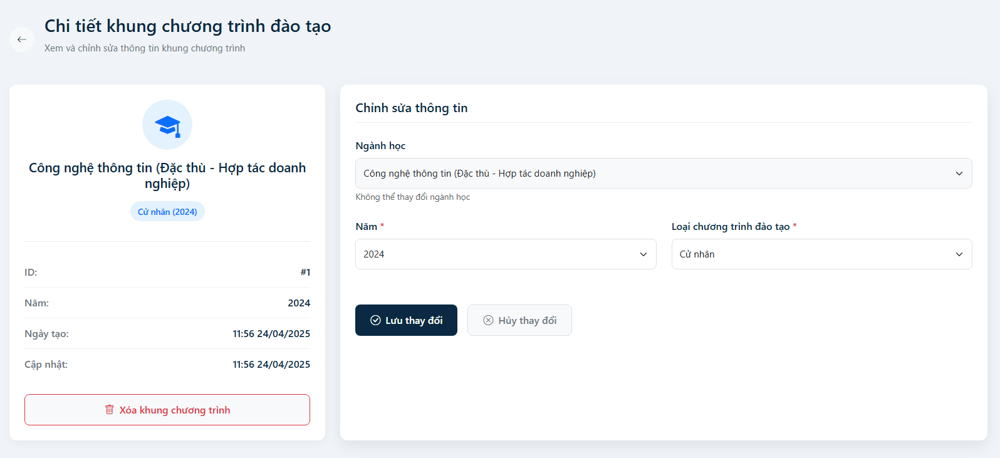 Chi tiết khung chương trình đào tạo
Xem và chỉnh sửa thông tin khung chương trình
Công nghệ thông tin (Đặc thù - Hợp tác doanh
nghiệp)
Cử nhân (2024)
ID: #1
Năm: 2024
Ngày tạo: 11:56 24/04/2025
Cập nhật: 11:56 24/04/2025
Xóa khung chương trình
Chỉnh sửa thông tin
Ngành học
Công nghệ thông tin (Đặc thù - Hợp tác doanh nghiệp)
Không thể thay đổi ngành học
Năm * Loại chương trình đào tạo *
2024 Cử nhân
Lưu thay đổi Hủy thay đổi